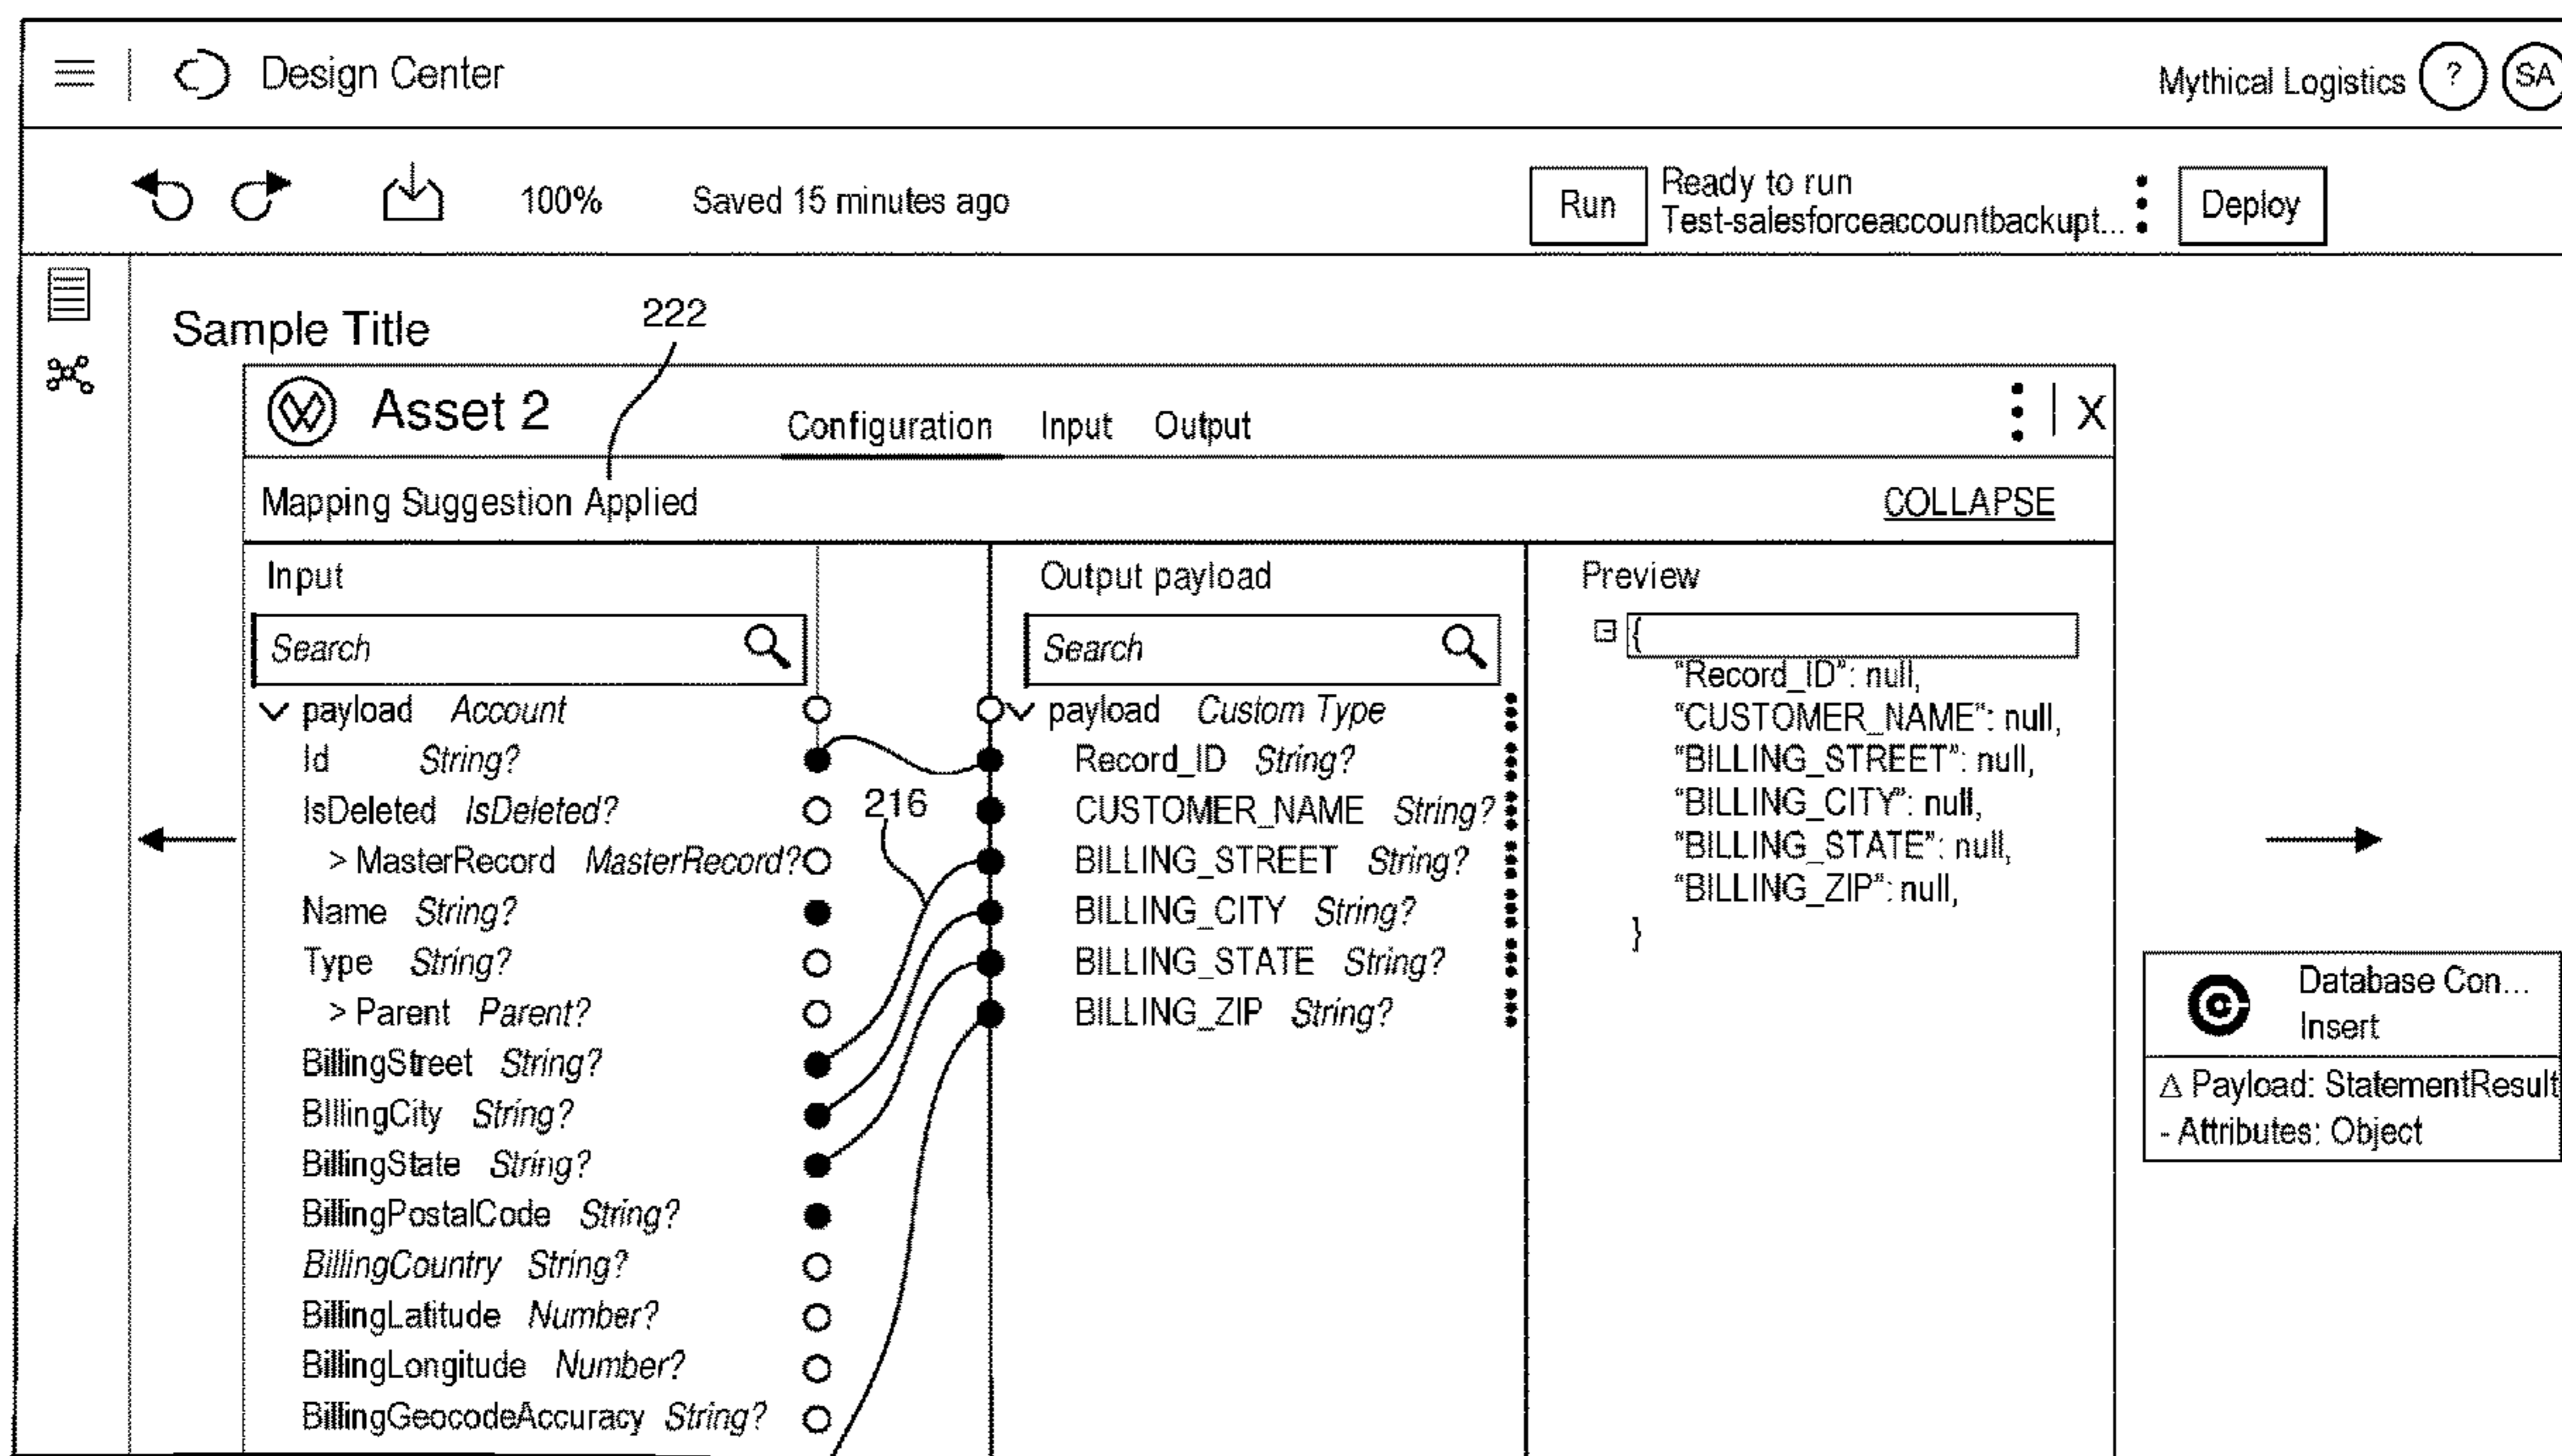 Design Center
Mythical Logistics ? SA
100% Saved 15 minutes ago
Run Ready to run
Test-salesforceaccountbackupt...
Deploy
Sample Title
222
Asset 2 Configuration Input Output X
Mapping Suggestion Applied COLLAPSE
Input
Search
payload Account
Id String?
IsDeleted IsDeleted?
> MasterRecord MasterRecord?
Name String?
Type String?
> Parent Parent?
BillingStreet String?
BIllingCity String?
BillingState String?
BillingPostalCode String?
BillingCountry String?
BillingLatitude Number?
BillingLongitude Number?
BillingGeocodeAccuracy String?
216
Output payload
Search
payload Custom Type
Record_ID String?
CUSTOMER_NAME String?
BILLING_STREET String?
BILLING_CITY String?
BILLING_STATE String?
BILLING_ZIP String?
Preview
{
"Record_ID": null,
"CUSTOMER_NAME": null,
"BILLING_STREET": null,
"BILLING_CITY": null,
"BILLING_STATE": null,
"BILLING_ZIP": null,
}
Database Con...
Insert
Δ Payload: StatementResult
- Attributes: Object